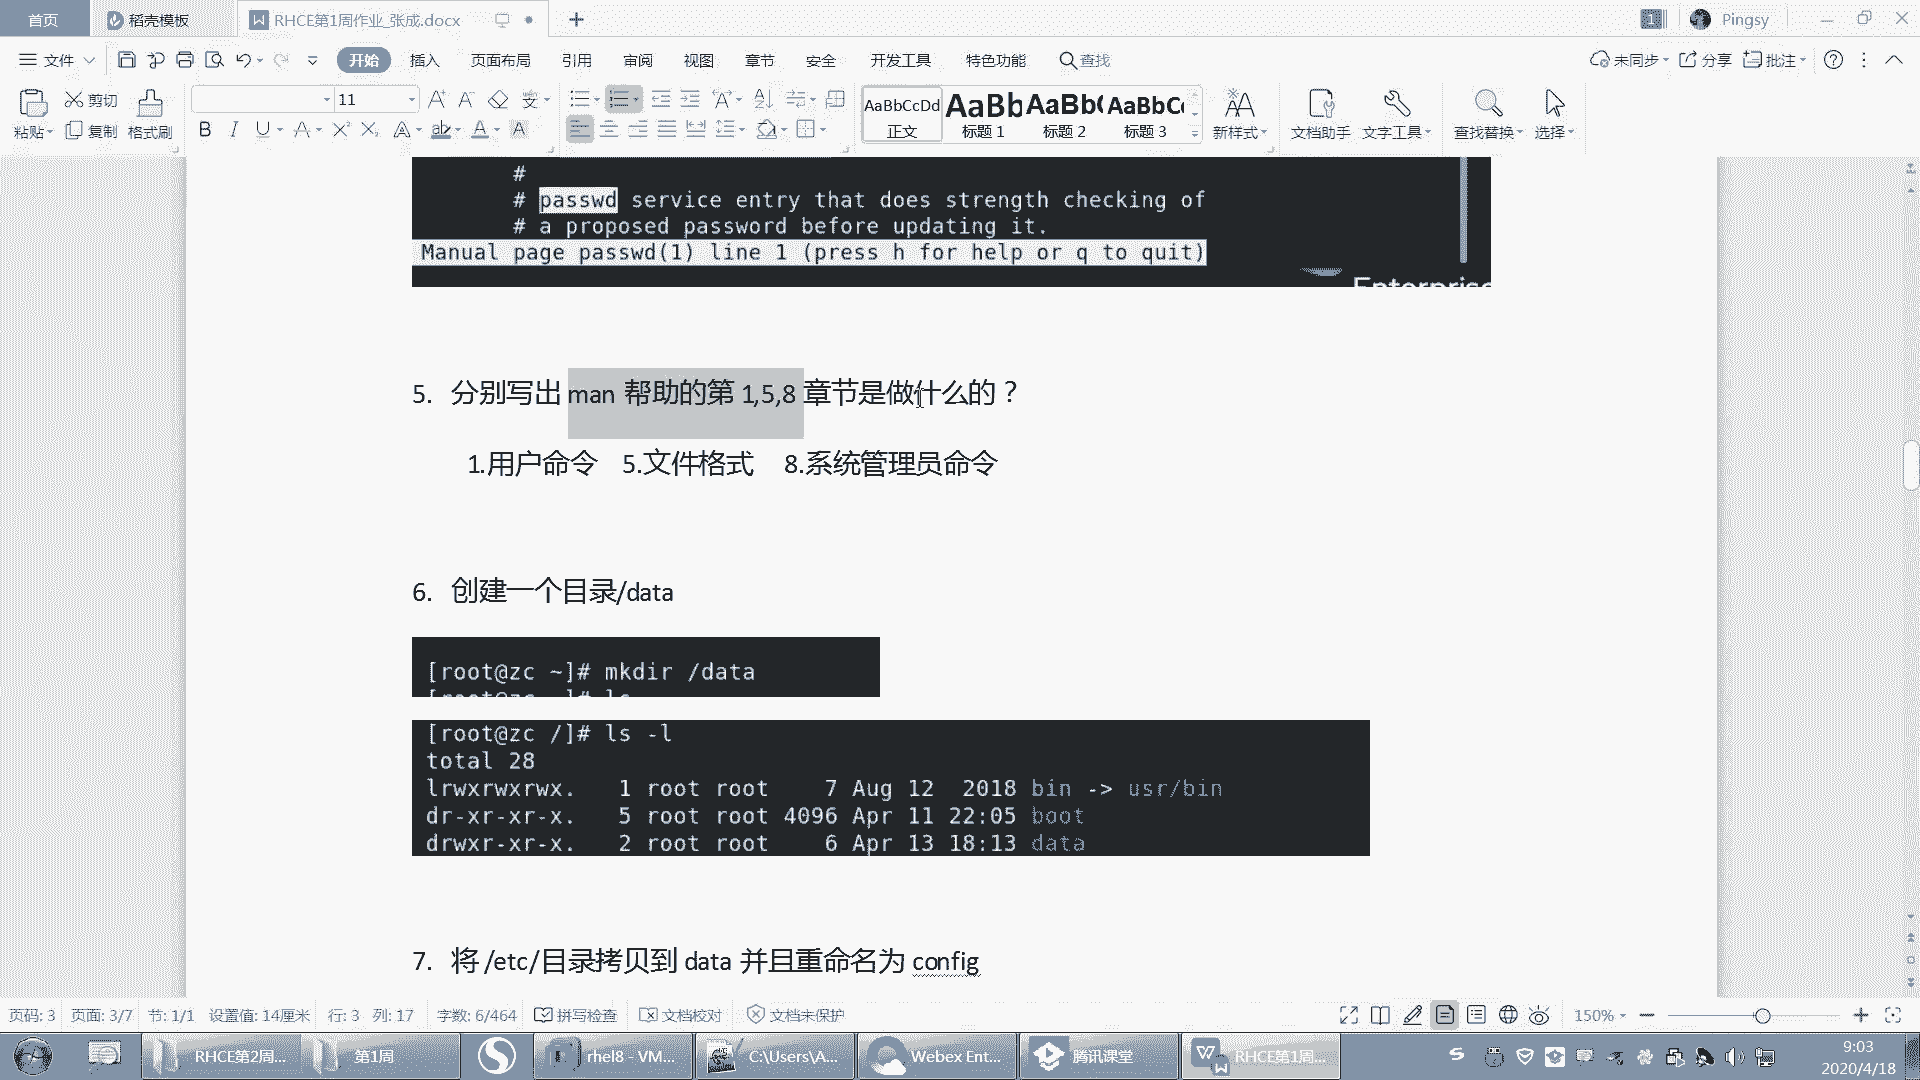 首页
稻壳模板
RHCE第1周作业_张成.docx
1
Pingsy
文件
开始
插入
页面布局
引用
审阅
视图
章节
安全
开发工具
特色功能
查找
未同步
分享
批注
粘贴
剪切
复制
格式刷
11
AaBbCcDd
正文
AaBb
标题 1
AaBb(
标题 2
AaBbC
标题 3
新样式
文档助手
文字工具
查找替换
选择
#
# passwd service entry that does strength checking of
# a proposed password before updating it.
Manual page passwd(1) line 1 (press h for help or q to quit)
Enterprise
5. 分别写出 man 帮助的第 1,5,8 章节是做什么的？
1.用户命令 5.文件格式 8.系统管理员命令
6. 创建一个目录/data
[root@zc ~]# mkdir /data
[root@zc /]# ls -l
total 28
lrwxrwxrwx. 1 root root 7 Aug 12 2018 bin -> usr/bin
dr-xr-xr-x. 5 root root 4096 Apr 11 22:05 boot
drwxr-xr-x. 2 root root 6 Apr 13 18:13 data
7. 将 /etc/目录拷贝到 data 并且重命名为 config
页码: 3 页面: 3/7 节: 1/1 设置值: 14厘米 行: 3 列: 17 字数: 6/464 拼写检查 文档校对 文档未保护 150%
RHCE第2周... 第1周 rhel8 - VM... C:\Users\A... Webex Ent... 腾讯课堂 RHCE第1周...
9:03
2020/4/18